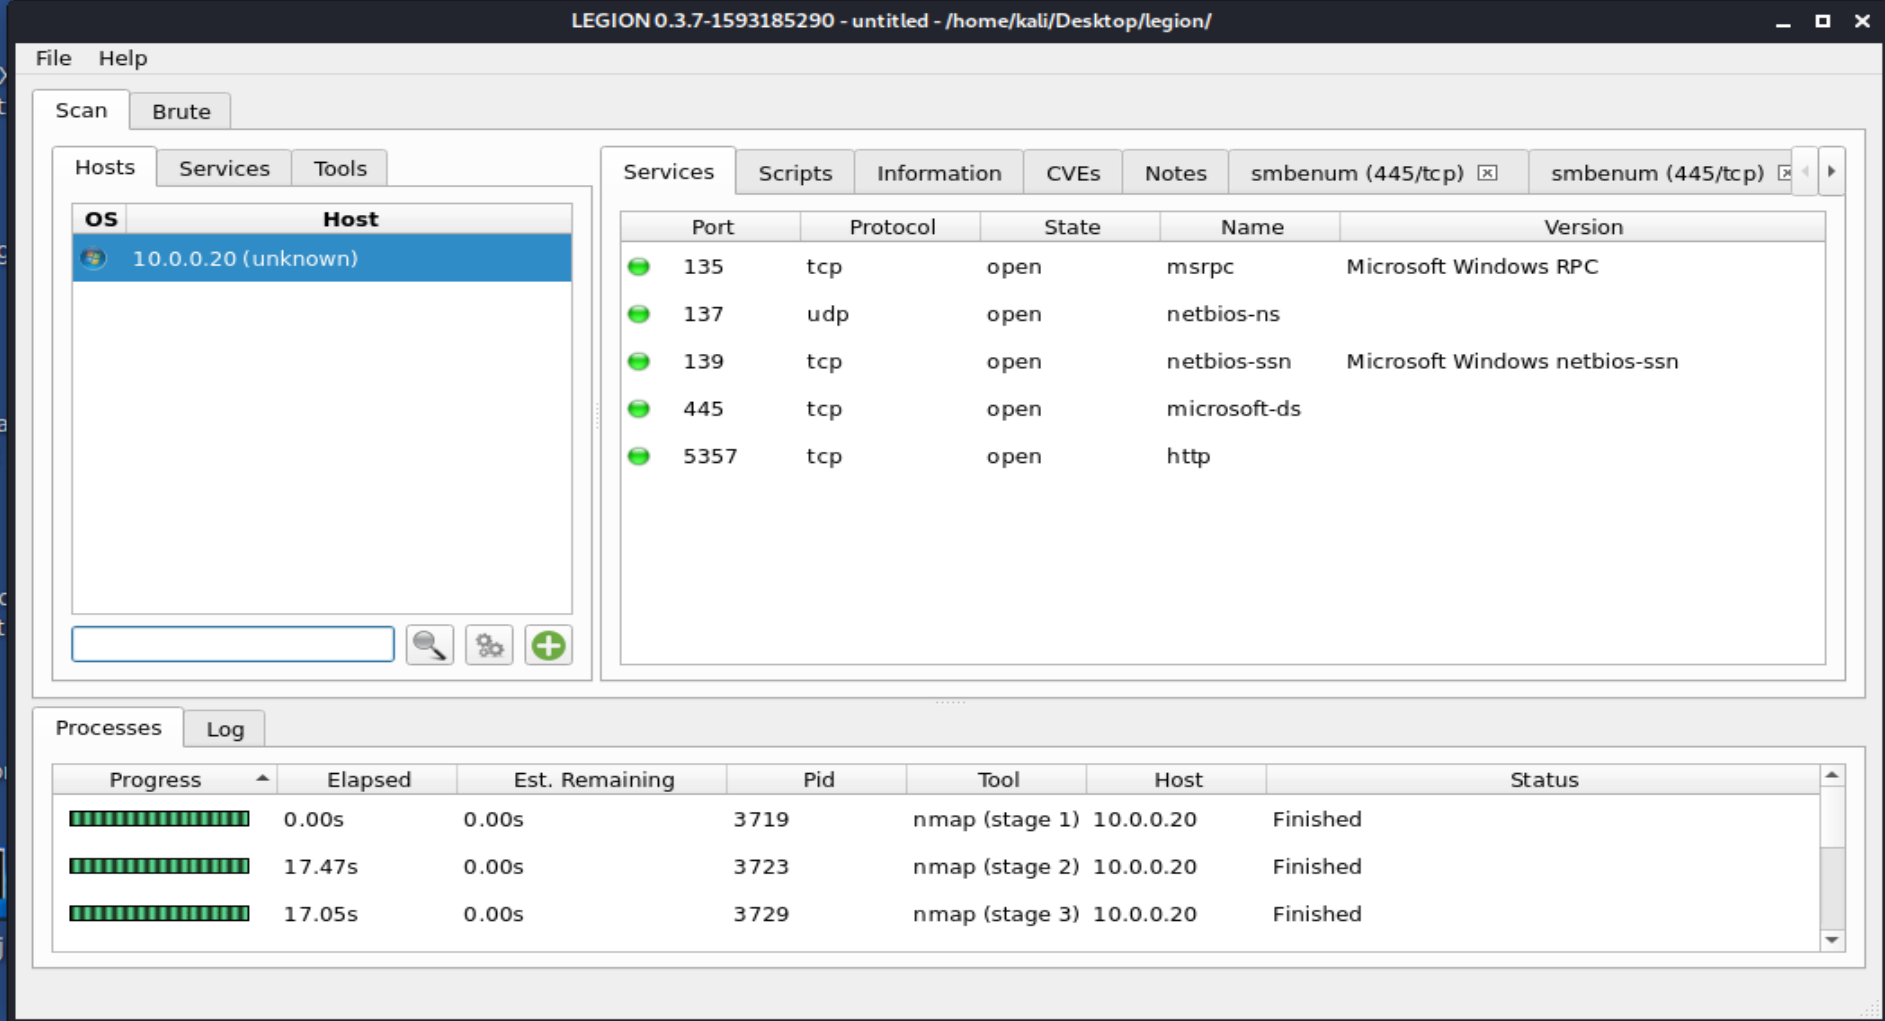 LEGION 0.3.7-1593185290 - untitled - /home/kali/Desktop/legion/
File Help
Scan Brute
Hosts Services Tools
OS Host
10.0.0.20 (unknown)
Services Scripts Information CVEs Notes smbenum (445/tcp) smbenum (445/tcp)
Port Protocol State Name Version
135 tcp open msrpc Microsoft Windows RPC
137 udp open netbios-ns
139 tcp open netbios-ssn Microsoft Windows netbios-ssn
445 tcp open microsoft-ds
5357 tcp open http
Processes Log
Progress Elapsed Est. Remaining Pid Tool Host Status
0.00s 0.00s 3719 nmap (stage 1) 10.0.0.20 Finished
17.47s 0.00s 3723 nmap (stage 2) 10.0.0.20 Finished
17.05s 0.00s 3729 nmap (stage 3) 10.0.0.20 Finished